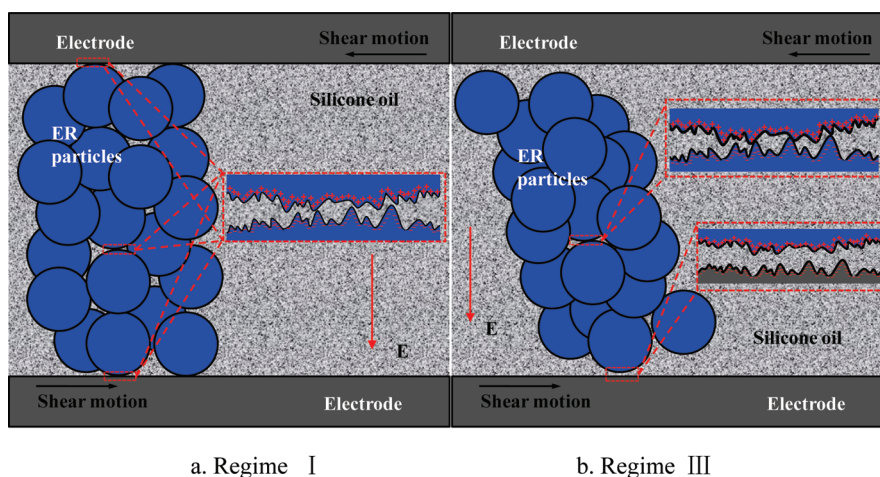 Electrode
Shear motion
Silicone oil
ER
particles
E
Shear motion
Electrode
a. Regime Ⅰ
Electrode
Shear motion
ER
particles
E
Silicone oil
Shear motion
Electrode
b. Regime Ⅲ